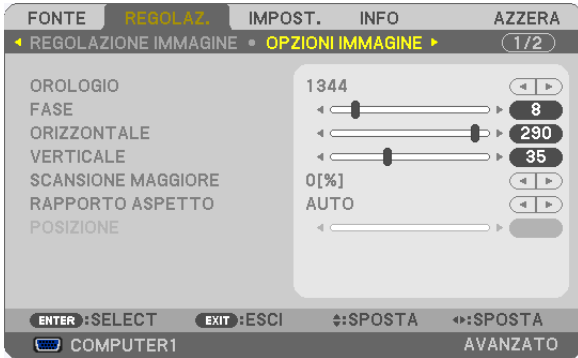 FONTE REGOLAZ. IMPOST. INFO AZZERA
REGOLAZIONE IMMAGINE • OPZIONI IMMAGINE 1/2
OROLOGIO 1344
FASE 8
ORIZZONTALE 290
VERTICALE 35
SCANSIONE MAGGIORE 0[%]
RAPPORTO ASPETTO AUTO
POSIZIONE
ENTER :SELECT EXIT :ESCI :SPOSTA :SPOSTA
COMPUTER1 AVANZATO